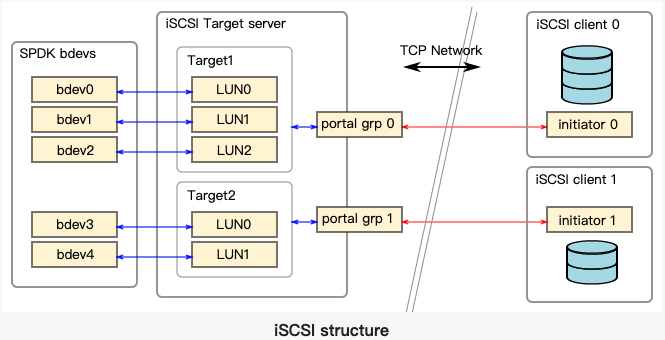 SPDK bdevs
bdev0
bdev1
bdev2
bdev3
bdev4
iSCSI Target server
Target1
LUN0
LUN1
LUN2
Target2
LUN0
LUN1
portal grp 0
portal grp 1
TCP Network
iSCSI client 0
initiator 0
iSCSI client 1
initiator 1
iSCSI structure